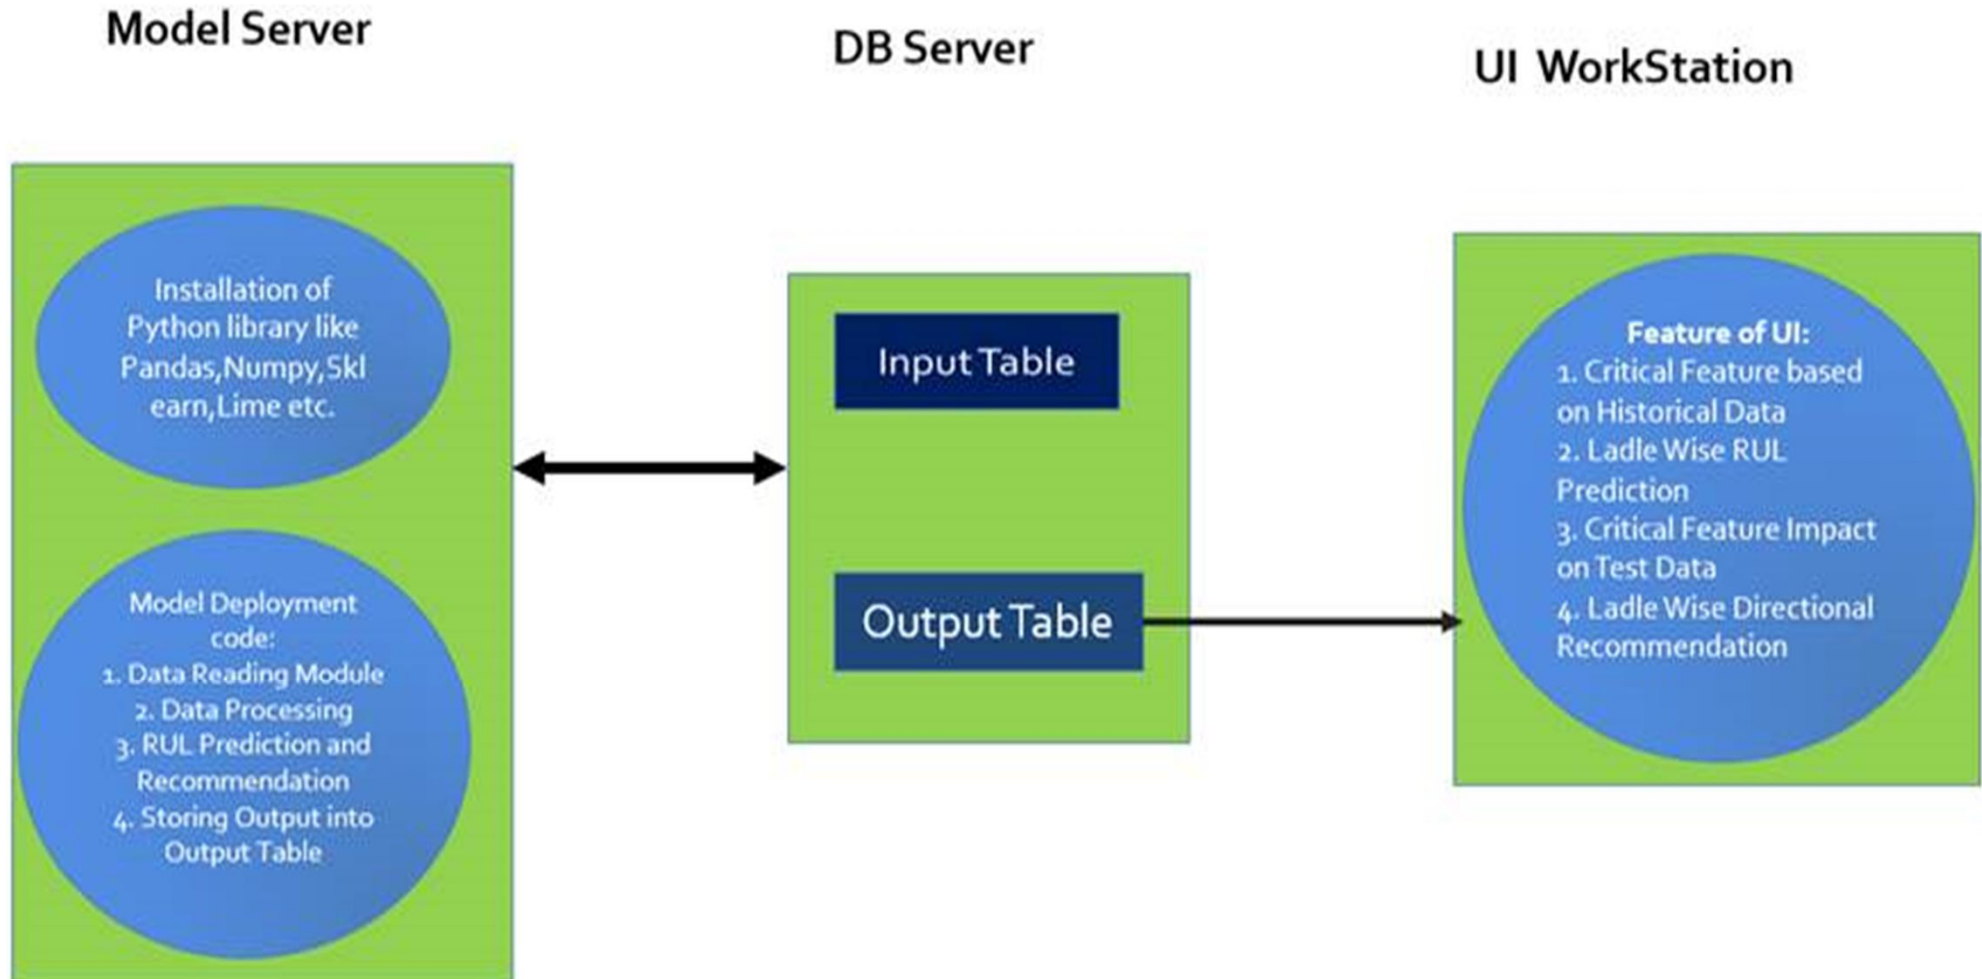 Model Server
DB Server
UI WorkStation
Installation of
Python library like
Pandas,Numpy,Skl
earn,Lime etc.
Model Deployment
code:
1. Data Reading Module
2. Data Processing
3. RUL Prediction and
Recommendation
4. Storing Output into
Output Table
Input Table
Output Table
Feature of UI:
1. Critical Feature based
on Historical Data
2. Ladle Wise RUL
Prediction
3. Critical Feature Impact
on Test Data
4. Ladle Wise Directional
Recommendation